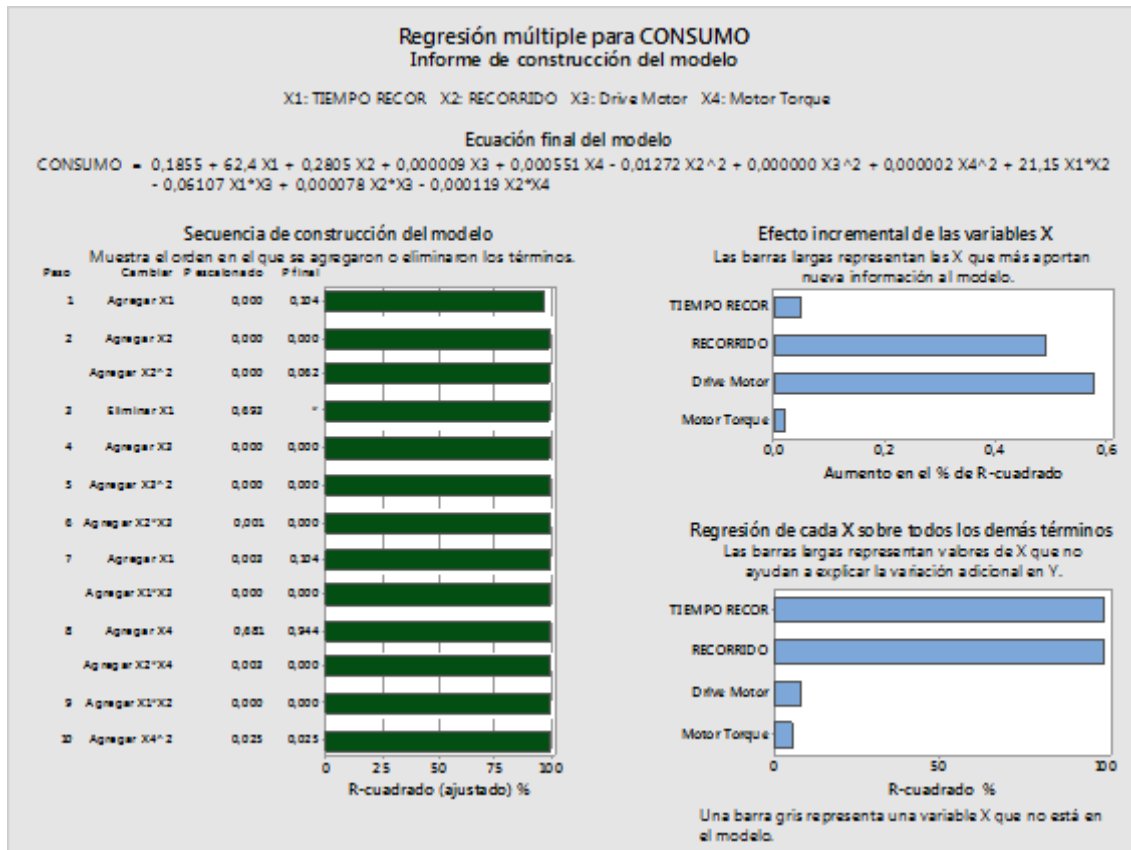 Regresión múltiple para CONSUMO
Informe de construcción del modelo
X1: TIEMPO RECOR X2: RECORRIDO X3: Drive Motor X4: Motor Torque
Ecuación final del modelo
CONSUMO = 0,1855 + 62,4 X1 + 0,2805 X2 + 0,000009 X3 + 0,000551 X4 - 0,01272 X2^2 + 0,000000 X3^2 + 0,000002 X4^2 + 21,15 X1*X2
- 0,06107 X1*X3 + 0,000078 X2*X3 - 0,000119 X2*X4
Secuencia de construcción del modelo
Muestra el orden en el que se agregaron o eliminaron los términos.
Paso Cambiar P escalonado P final
1 Agregar X1 0,000 0,104
2 Agregar X2 0,000 0,000
Agregar X2^2 0,000 0,062
3 Eliminar X1 0,693 *
4 Agregar X3 0,000 0,000
5 Agregar X3^2 0,000 0,000
6 Agregar X2*X3 0,001 0,000
7 Agregar X1 0,003 0,104
Agregar X1*X3 0,000 0,000
8 Agregar X4 0,681 0,944
Agregar X2*X4 0,003 0,000
9 Agregar X1*X2 0,000 0,000
10 Agregar X4^2 0,025 0,025
0 25 50 75 100
R-cuadrado (ajustado) %
Efecto incremental de las variables X
Las barras largas representan las X que más aportan
nueva información al modelo.
TIEMPO RECOR
RECORRIDO
Drive Motor
Motor Torque
0,0 0,2 0,4 0,6
Aumento en el % de R-cuadrado
Regresión de cada X sobre todos los demás términos
Las barras largas representan valores de X que no
ayudan a explicar la variación adicional en Y.
TIEMPO RECOR
RECORRIDO
Drive Motor
Motor Torque
0 50 100
R-cuadrado %
Una barra gris representa una variable X que no está en
el modelo.